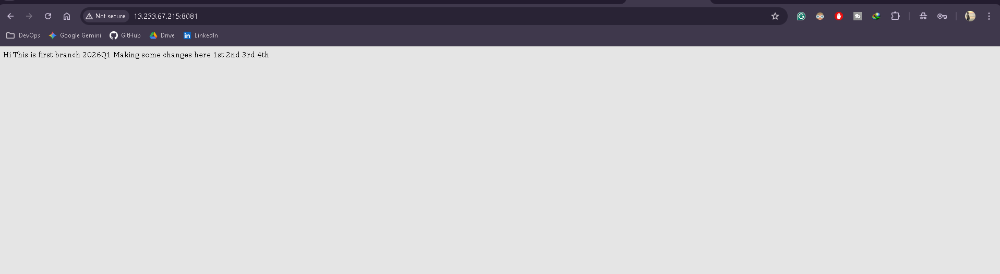 Not secure 13.233.67.215:8081
DevOps Google Gemini GitHub Drive LinkedIn
Hi This is first branch 2026Q1 Making some changes here 1st 2nd 3rd 4th